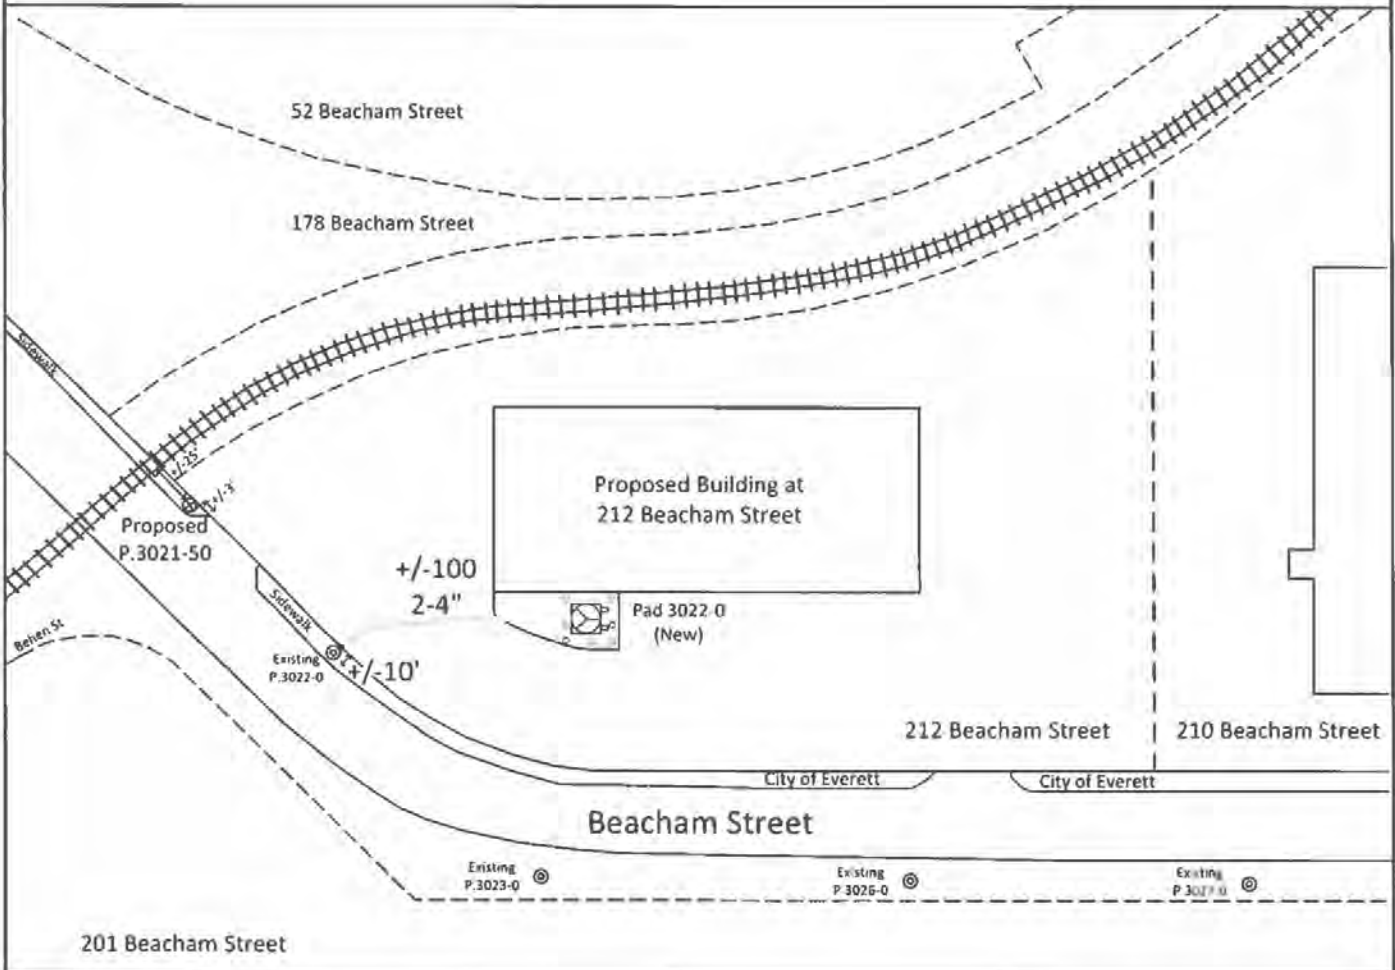 52 Beacham Street
178 Beacham Street
Sidewalk
+/-25'
+/-3'
Proposed
P.3021-50
Proposed Building at
212 Beacham Street
+/-100
2-4"
Pad 3022-0
(New)
Sidewalk
Behen St
Existing
P.3022-0
+/-10'
212 Beacham Street
210 Beacham Street
City of Everett
City of Everett
Beacham Street
Existing
P.3023-0
Existing
P.3026-0
Existing
P 3027-0
201 Beacham Street